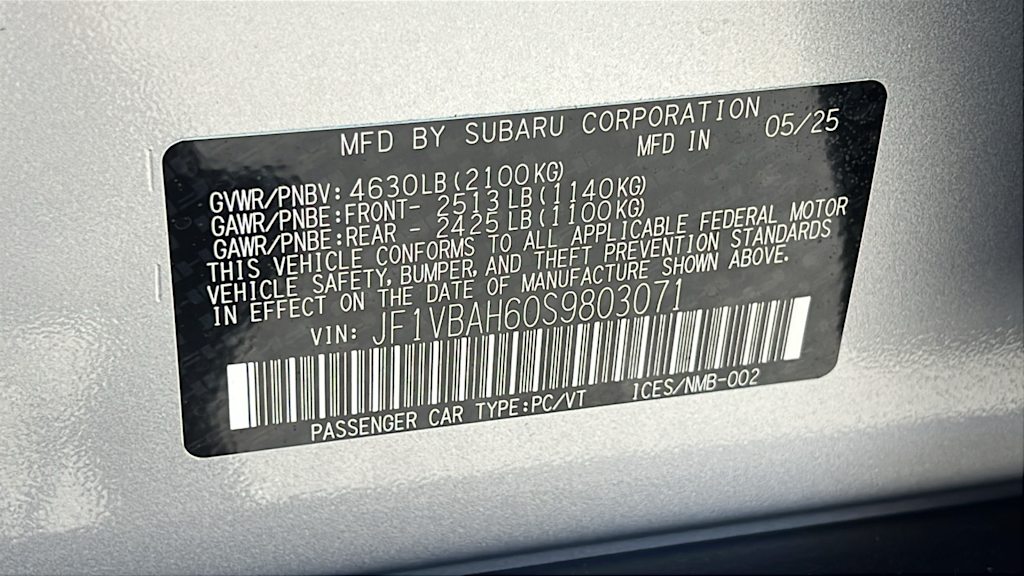 MFD BY SUBARU CORPORATION
MFD IN 05/25
GVWR/PNBV: 4630LB(2100KG)
GAWR/PNBE:FRONT- 2513LB(1140KG)
GAWR/PNBE:REAR - 2425LB(1100KG)
THIS VEHICLE CONFORMS TO ALL APPLICABLE FEDERAL MOTOR
VEHICLE SAFETY, BUMPER, AND THEFT PREVENTION STANDARDS
IN EFFECT ON THE DATE OF MANUFACTURE SHOWN ABOVE.
VIN: JF1VBAH60S9803071
PASSENGER CAR TYPE:PC/VT ICES/NMB-002